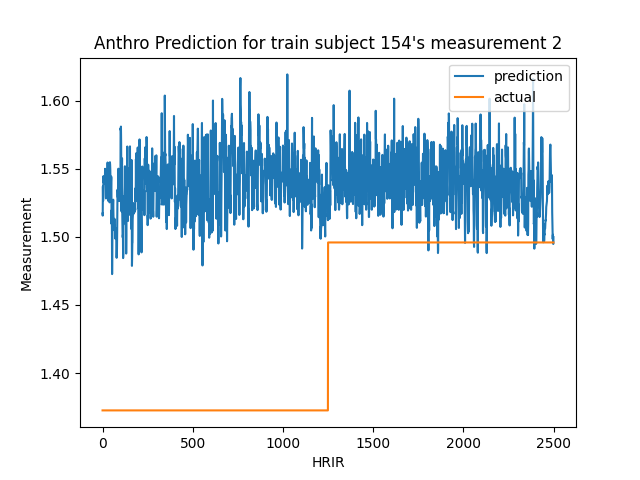 Anthro Prediction for train subject 154's measurement 2
prediction
actual
1.60
1.55
1.50
1.45
1.40
Measurement
0
500
1000
1500
2000
2500
HRIR